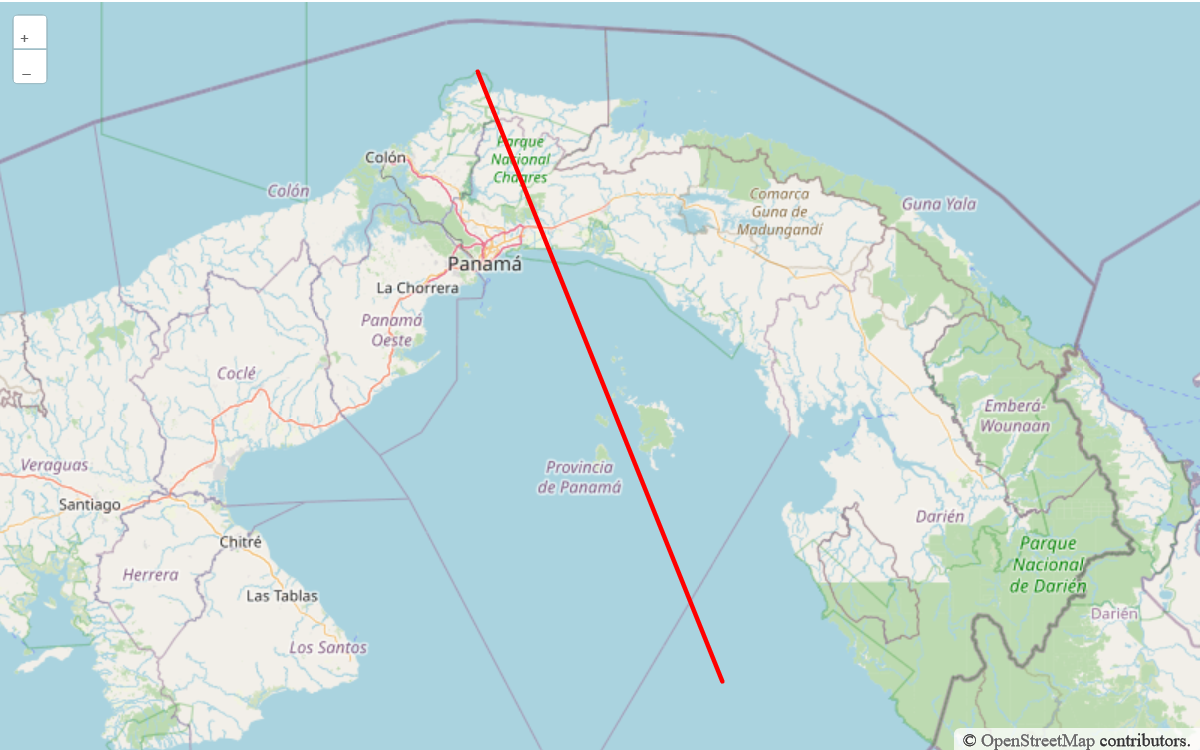 +
–
Parque
Nacional
Chagres
Colón
Colón
Comarca
Guna de
Madungandí
Guna Yala
Panamá
La Chorrera
Panamá
Oeste
Coclé
Emberá-
Wounaan
Veraguas
Provincia
de Panamá
Santiago
Darién
Chitré
Parque
Nacional
de Darién
Herrera
Las Tablas
Darién
Los Santos
© OpenStreetMap contributors.